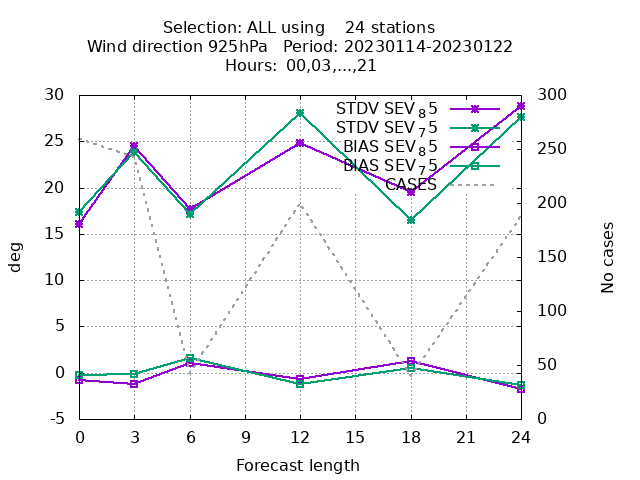 Selection: ALL using 24 stations
Wind direction 925hPa Period: 20230114-20230122
Hours: 00,03,...,21
30 300
STDV SEV 8 5
STDV SEV 7 5
25 250
BIAS SEV 8 5
BIAS SEV 7 5
20 200
CASES
15 150
10 100
5
0 50
-5 0
deg
No cases
0 3 6 9 12 15 18 21 24
Forecast length